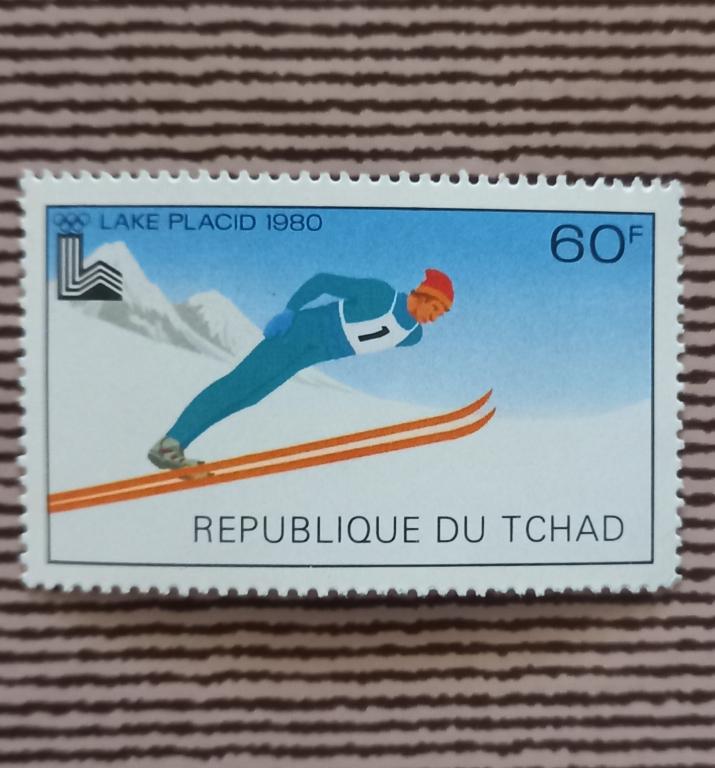 LAKE PLACID 1980
60F
1
REPUBLIQUE DU TCHAD